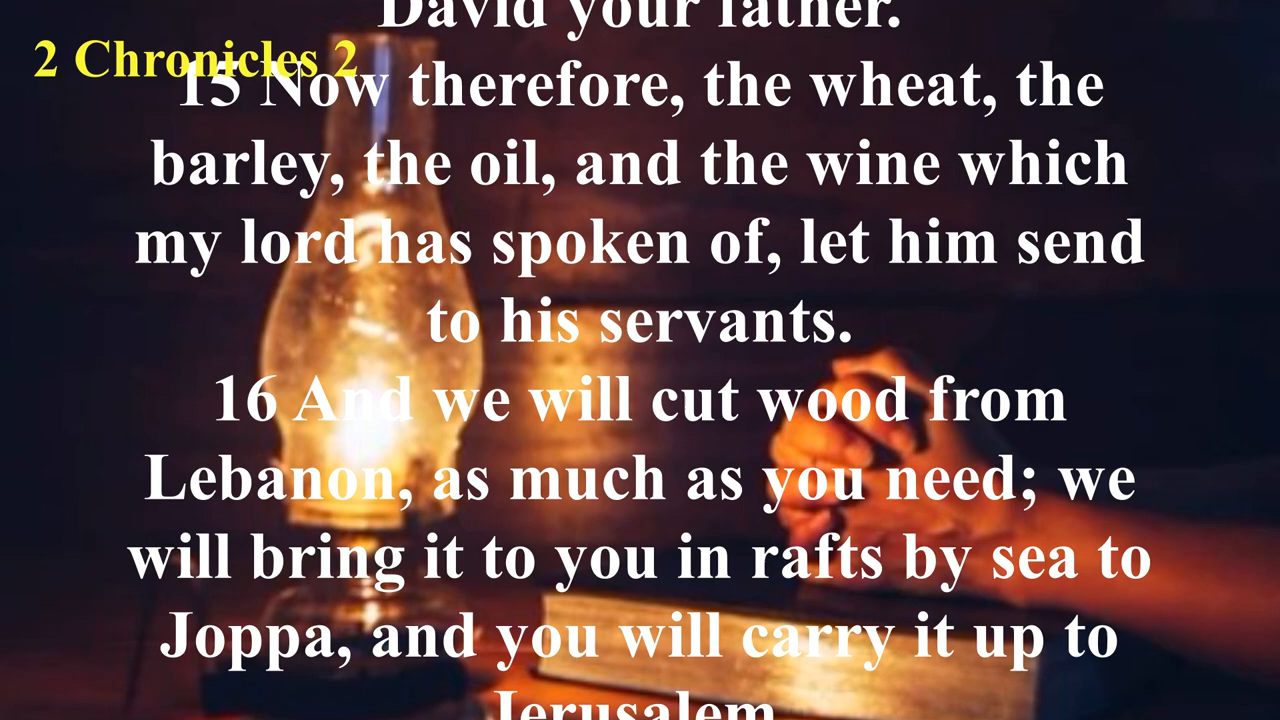 David your father.
2 Chronicles 2
15 Now therefore, the wheat, the
barley, the oil, and the wine which
my lord has spoken of, let him send
to his servants.
16 And we will cut wood from
Lebanon, as much as you need; we
will bring it to you in rafts by sea to
Joppa, and you will carry it up to
Jerusalem